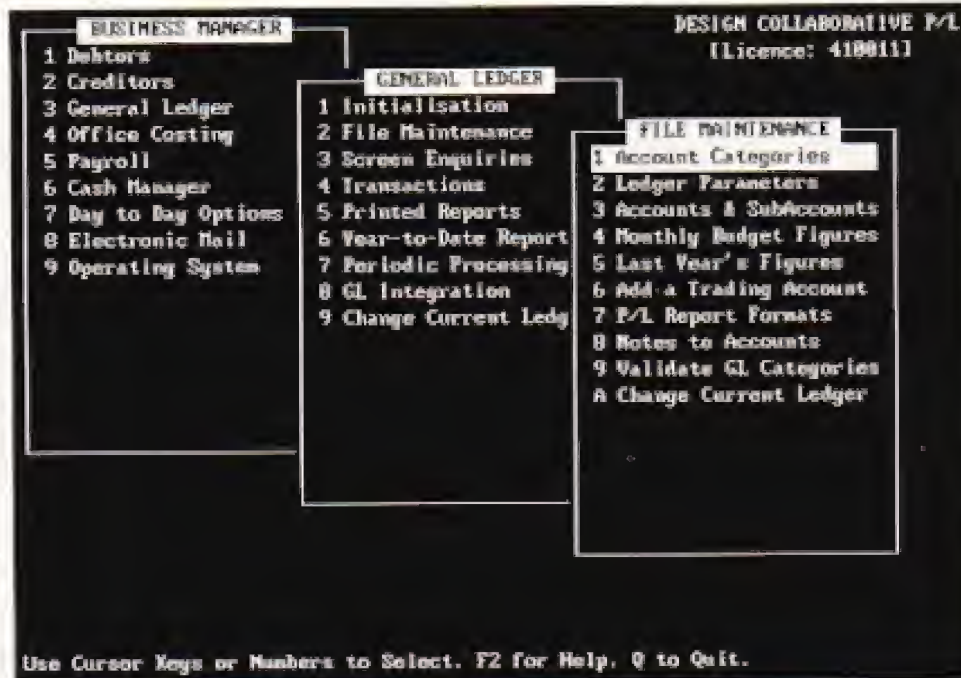 DESIGN COLLABORATIVE P/L
[Licence: 410011]
BUSINESS MANAGER
1 Debtors
2 Creditors
3 General Ledger
4 Office Costing
5 Payroll
6 Cash Manager
7 Day to Day Options
8 Electronic Mail
9 Operating System
GENERAL LEDGER
1 Initialisation
2 File Maintenance
3 Screen Enquiries
4 Transactions
5 Printed Reports
6 Year-to-Date Report
7 Periodic Processing
8 GL Integration
9 Change Current Ledg
FILE MAINTENANCE
1 Account Categories
2 Ledger Parameters
3 Accounts & SubAccounts
4 Monthly Budget Figures
5 Last Year's Figures
6 Add a Trading Account
7 P/L Report Formats
8 Notes to Accounts
9 Validate GL Categories
A Change Current Ledger
Use Cursor Keys or Numbers to Select. F2 for Help. Q to Quit.